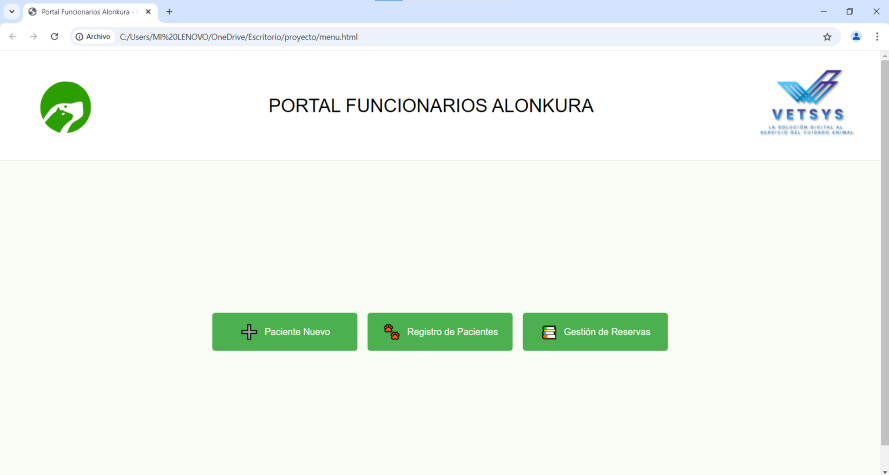 Portal Funcionarios Alonkura -
Archivo
C:/Users/MI%20LENOVO/OneDrive/Escritorio/proyecto/menu.html
PORTAL FUNCIONARIOS ALONKURA
VETSYS
LA SOLUCIÓN DIGITAL AL
SERVICIO DEL CUIDADO ANIMAL
Paciente Nuevo
Registro de Pacientes
Gestión de Reservas